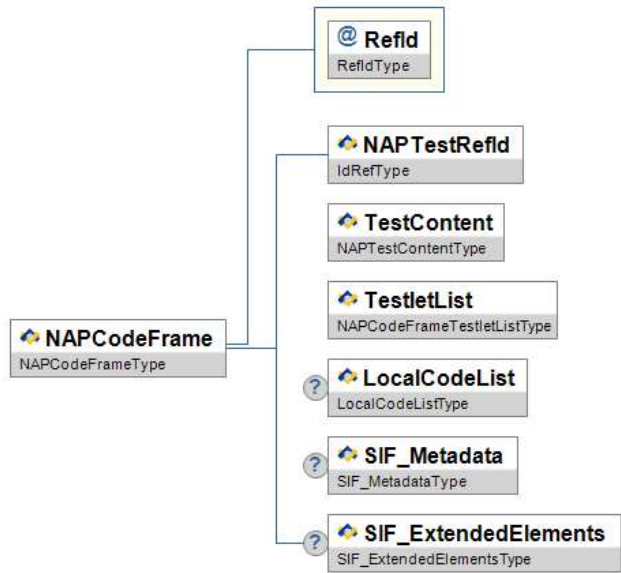 @ RefId
RefIdType
NAPTestRefId
IdRefType
TestContent
NAPTestContentType
TestletList
NAPCodeFrameTestletListType
NAPCodeFrame
NAPCodeFrameType
? LocalCodeList
LocalCodeListType
? SIF_Metadata
SIF_MetadataType
? SIF_ExtendedElements
SIF_ExtendedElementsType